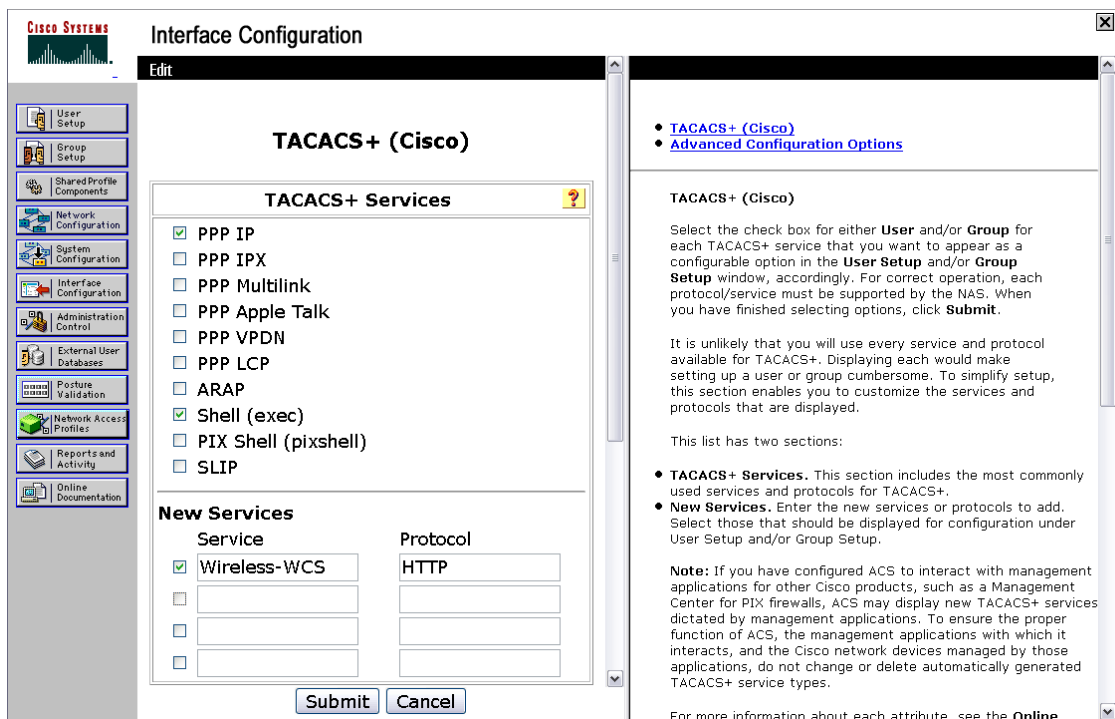 CISCO SYSTEMS
Interface Configuration
Edit
User
Setup
Group
Setup
Shared Profile
Components
Network
Configuration
System
Configuration
Interface
Configuration
Administration
Control
External User
Databases
Posture
Validation
Network Access
Profiles
Reports and
Activity
Online
Documentation
TACACS+ (Cisco)
TACACS+ Services
?
PPP IP
PPP IPX
PPP Multilink
PPP Apple Talk
PPP VPDN
PPP LCP
ARAP
Shell (exec)
PIX Shell (pixshell)
SLIP
New Services
Service Protocol
Wireless-WCS HTTP
Submit Cancel
TACACS+ (Cisco)
Advanced Configuration Options
TACACS+ (Cisco)
Select the check box for either User and/or Group for
each TACACS+ service that you want to appear as a
configurable option in the User Setup and/or Group
Setup window, accordingly. For correct operation, each
protocol/service must be supported by the NAS. When
you have finished selecting options, click Submit.
It is unlikely that you will use every service and protocol
available for TACACS+. Displaying each would make
setting up a user or group cumbersome. To simplify setup,
this section enables you to customize the services and
protocols that are displayed.
This list has two sections:
TACACS+ Services. This section includes the most commonly
used services and protocols for TACACS+.
New Services. Enter the new services or protocols to add.
Select those that should be displayed for configuration under
User Setup and/or Group Setup.
Note: If you have configured ACS to interact with management
applications for other Cisco products, such as a Management
Center for PIX firewalls, ACS may display new TACACS+ services
dictated by management applications. To ensure the proper
function of ACS, the management applications with which it
interacts, and the Cisco network devices managed by those
applications, do not change or delete automatically generated
TACACS+ service types.
For more information about each attribute, see the Online